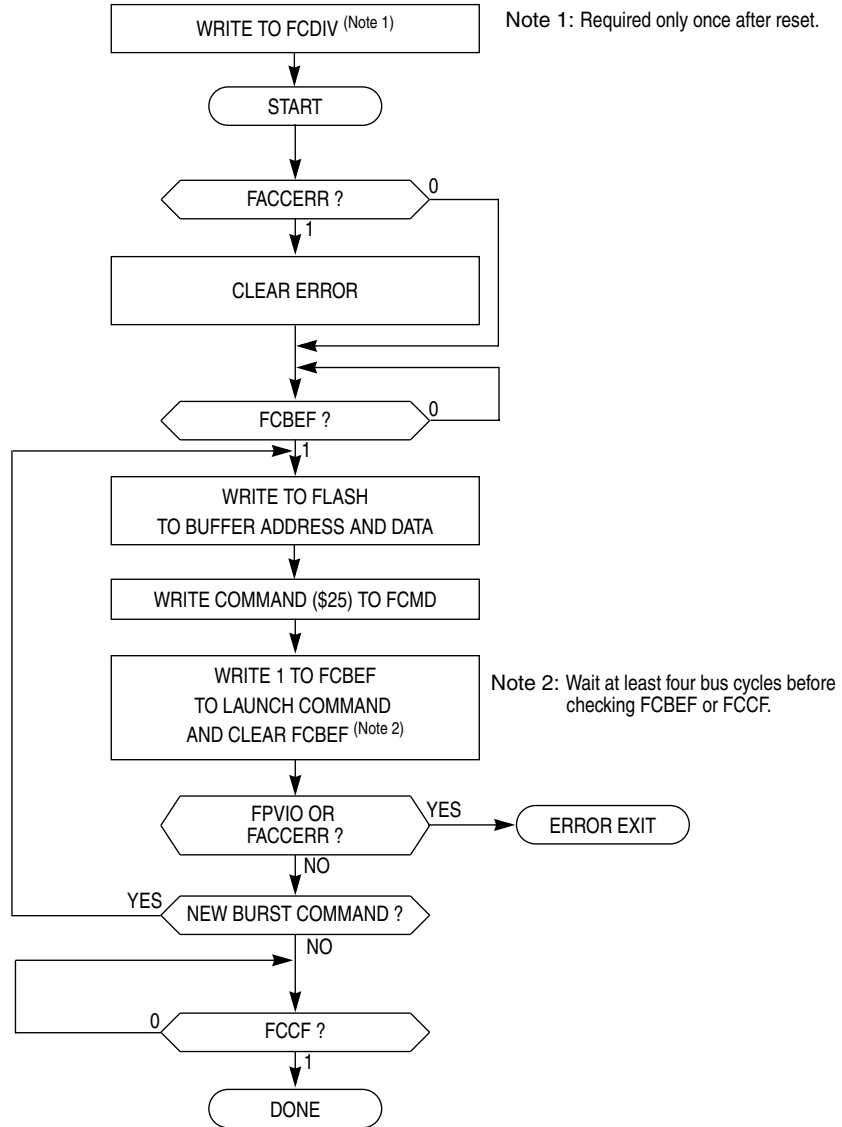 WRITE TO FCDIV (Note 1)
Note 1: Required only once after reset.
START
FACCERR ?
0
1
CLEAR ERROR
FCBEF ?
0
1
WRITE TO FLASH
TO BUFFER ADDRESS AND DATA
WRITE COMMAND ($25) TO FCMD
WRITE 1 TO FCBEF
TO LAUNCH COMMAND
AND CLEAR FCBEF (Note 2)
Note 2: Wait at least four bus cycles before
checking FCBEF or FCCF.
FPVIO OR
FACCERR ?
YES
ERROR EXIT
NO
YES
NEW BURST COMMAND ?
NO
0
FCCF ?
1
DONE